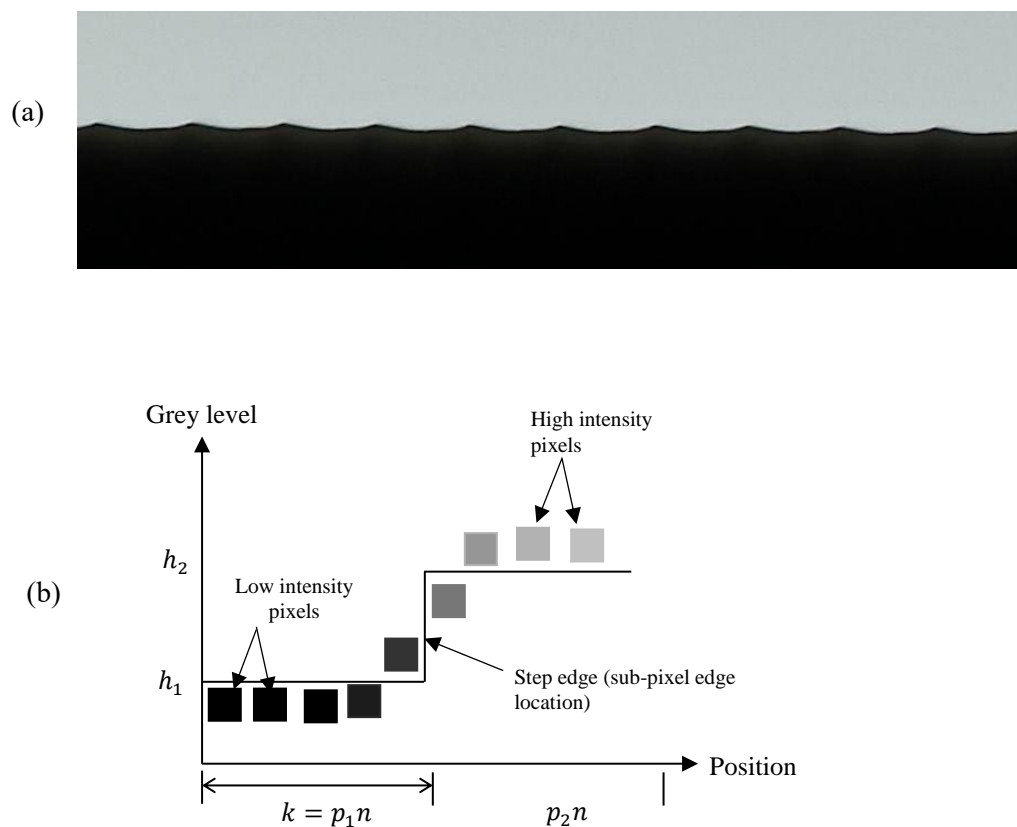 (a)
Grey level
High intensity
pixels
h₂
(b)
Low intensity
pixels
h₁
Step edge (sub-pixel edge
location)
Position
k = p₁n
p₂n